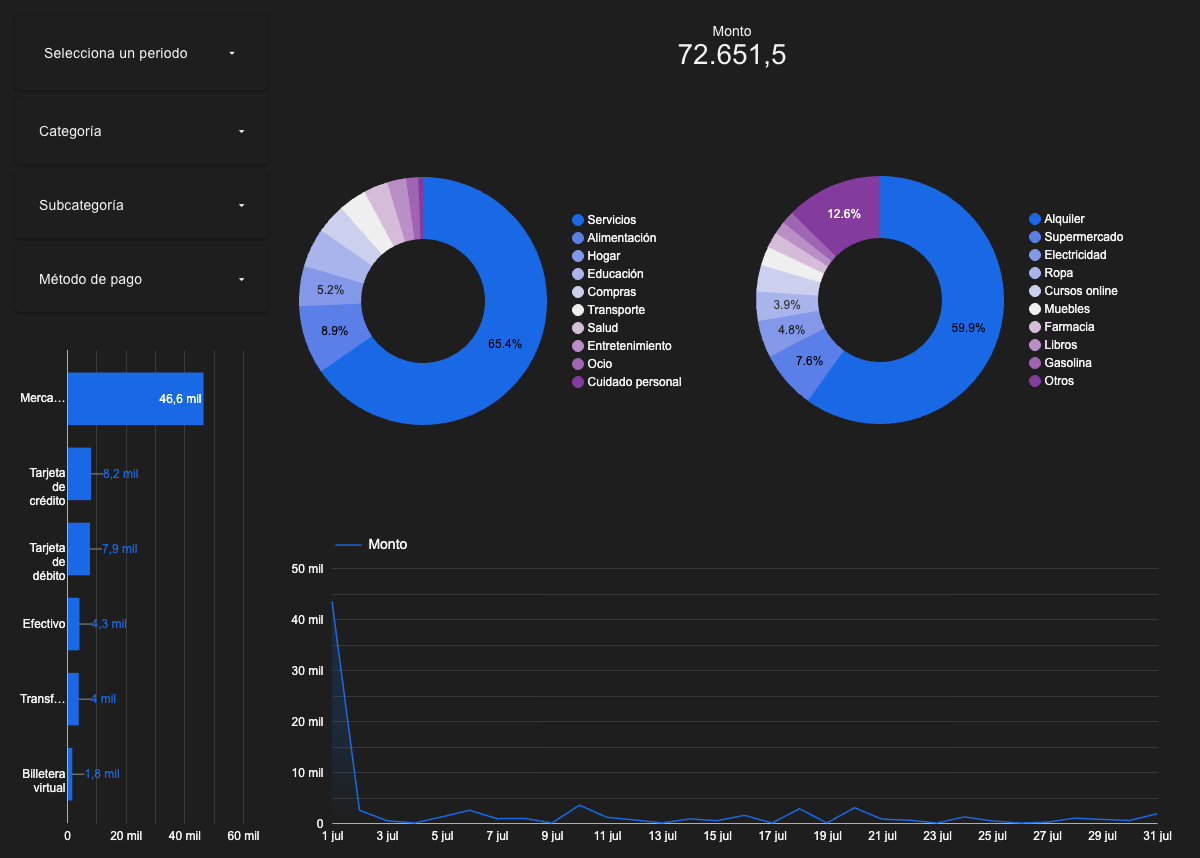 Selecciona un periodo
Categoría
Subcategoría
Método de pago
Monto
72.651,5
65.4%
8.9%
5.2%
Servicios
Alimentación
Hogar
Educación
Compras
Transporte
Salud
Entretenimiento
Ocio
Cuidado personal
59.9%
7.6%
4.8%
3.9%
12.6%
Alquiler
Supermercado
Electricidad
Ropa
Cursos online
Muebles
Farmacia
Libros
Gasolina
Otros
Merca...
46,6 mil
Tarjeta
de
crédito
8,2 mil
Tarjeta
de
débito
7,9 mil
Efectivo
4,3 mil
Transf...
4 mil
Billetera
virtual
1,8 mil
0
20 mil
40 mil
60 mil
Monto
50 mil
40 mil
30 mil
20 mil
10 mil
0
1 jul
3 jul
5 jul
7 jul
9 jul
11 jul
13 jul
15 jul
17 jul
19 jul
21 jul
23 jul
25 jul
27 jul
29 jul
31 jul